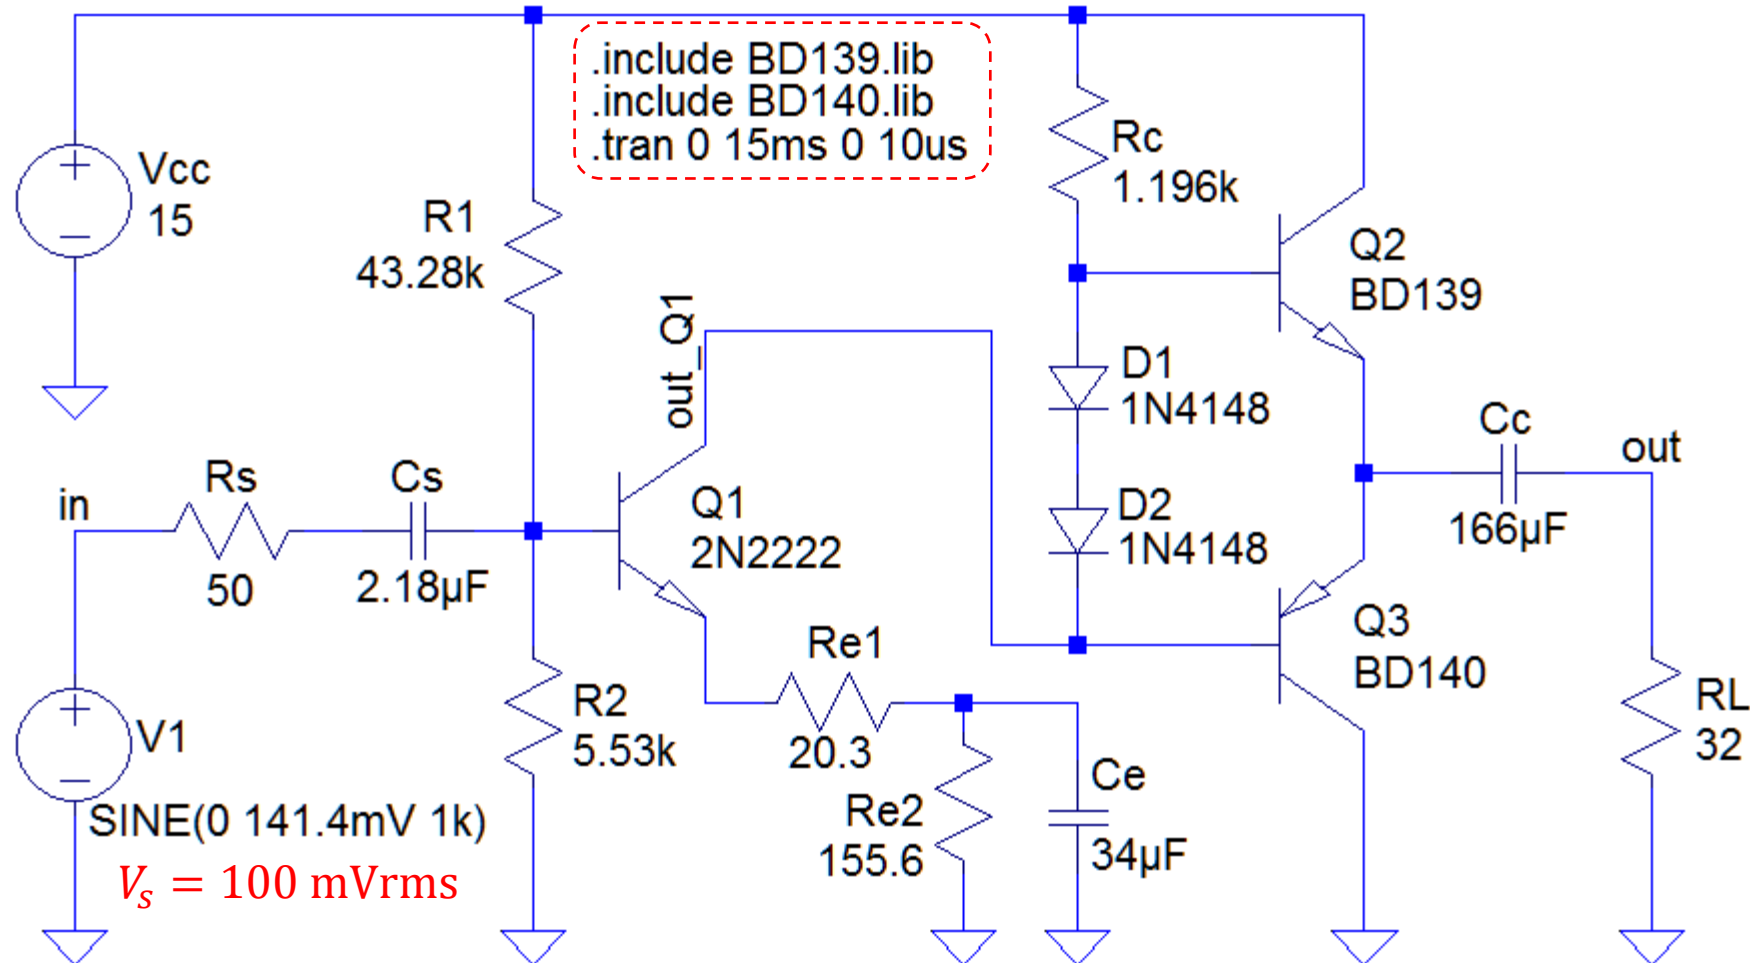 .include BD139.lib
.include BD140.lib
.tran 0 15ms 0 10us
Vcc
15
R1
43.28k
Rc
1.196k
Q2
BD139
out_Q1
D1
1N4148
D2
1N4148
Cc
166µF
out
in
Rs
50
Cs
2.18µF
Q1
2N2222
Q3
BD140
Re1
20.3
R2
5.53k
RL
32
V1
SINE(0 141.4mV 1k)
Vs = 100 mVrms
Re2
155.6
Ce
34µF